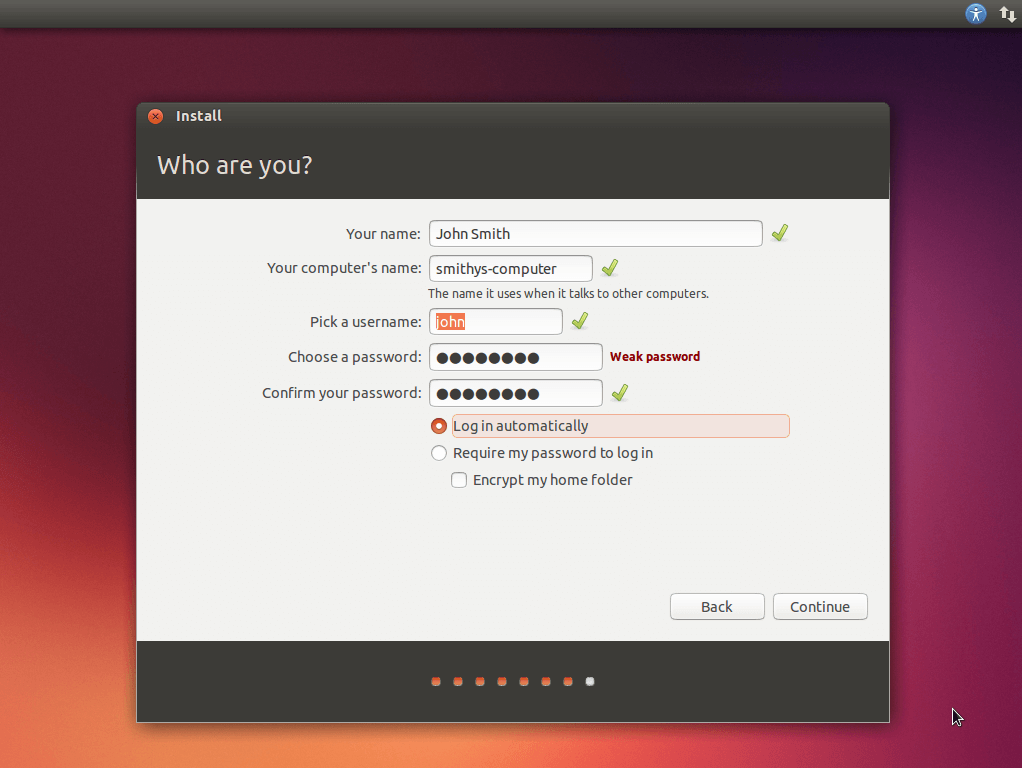 Install
Who are you?
Your name: John Smith
Your computer's name: smithys-computer
The name it uses when it talks to other computers.
Pick a username: john
Choose a password: ●●●●●●●● Weak password
Confirm your password: ●●●●●●●●
Log in automatically
Require my password to log in
Encrypt my home folder
Back Continue